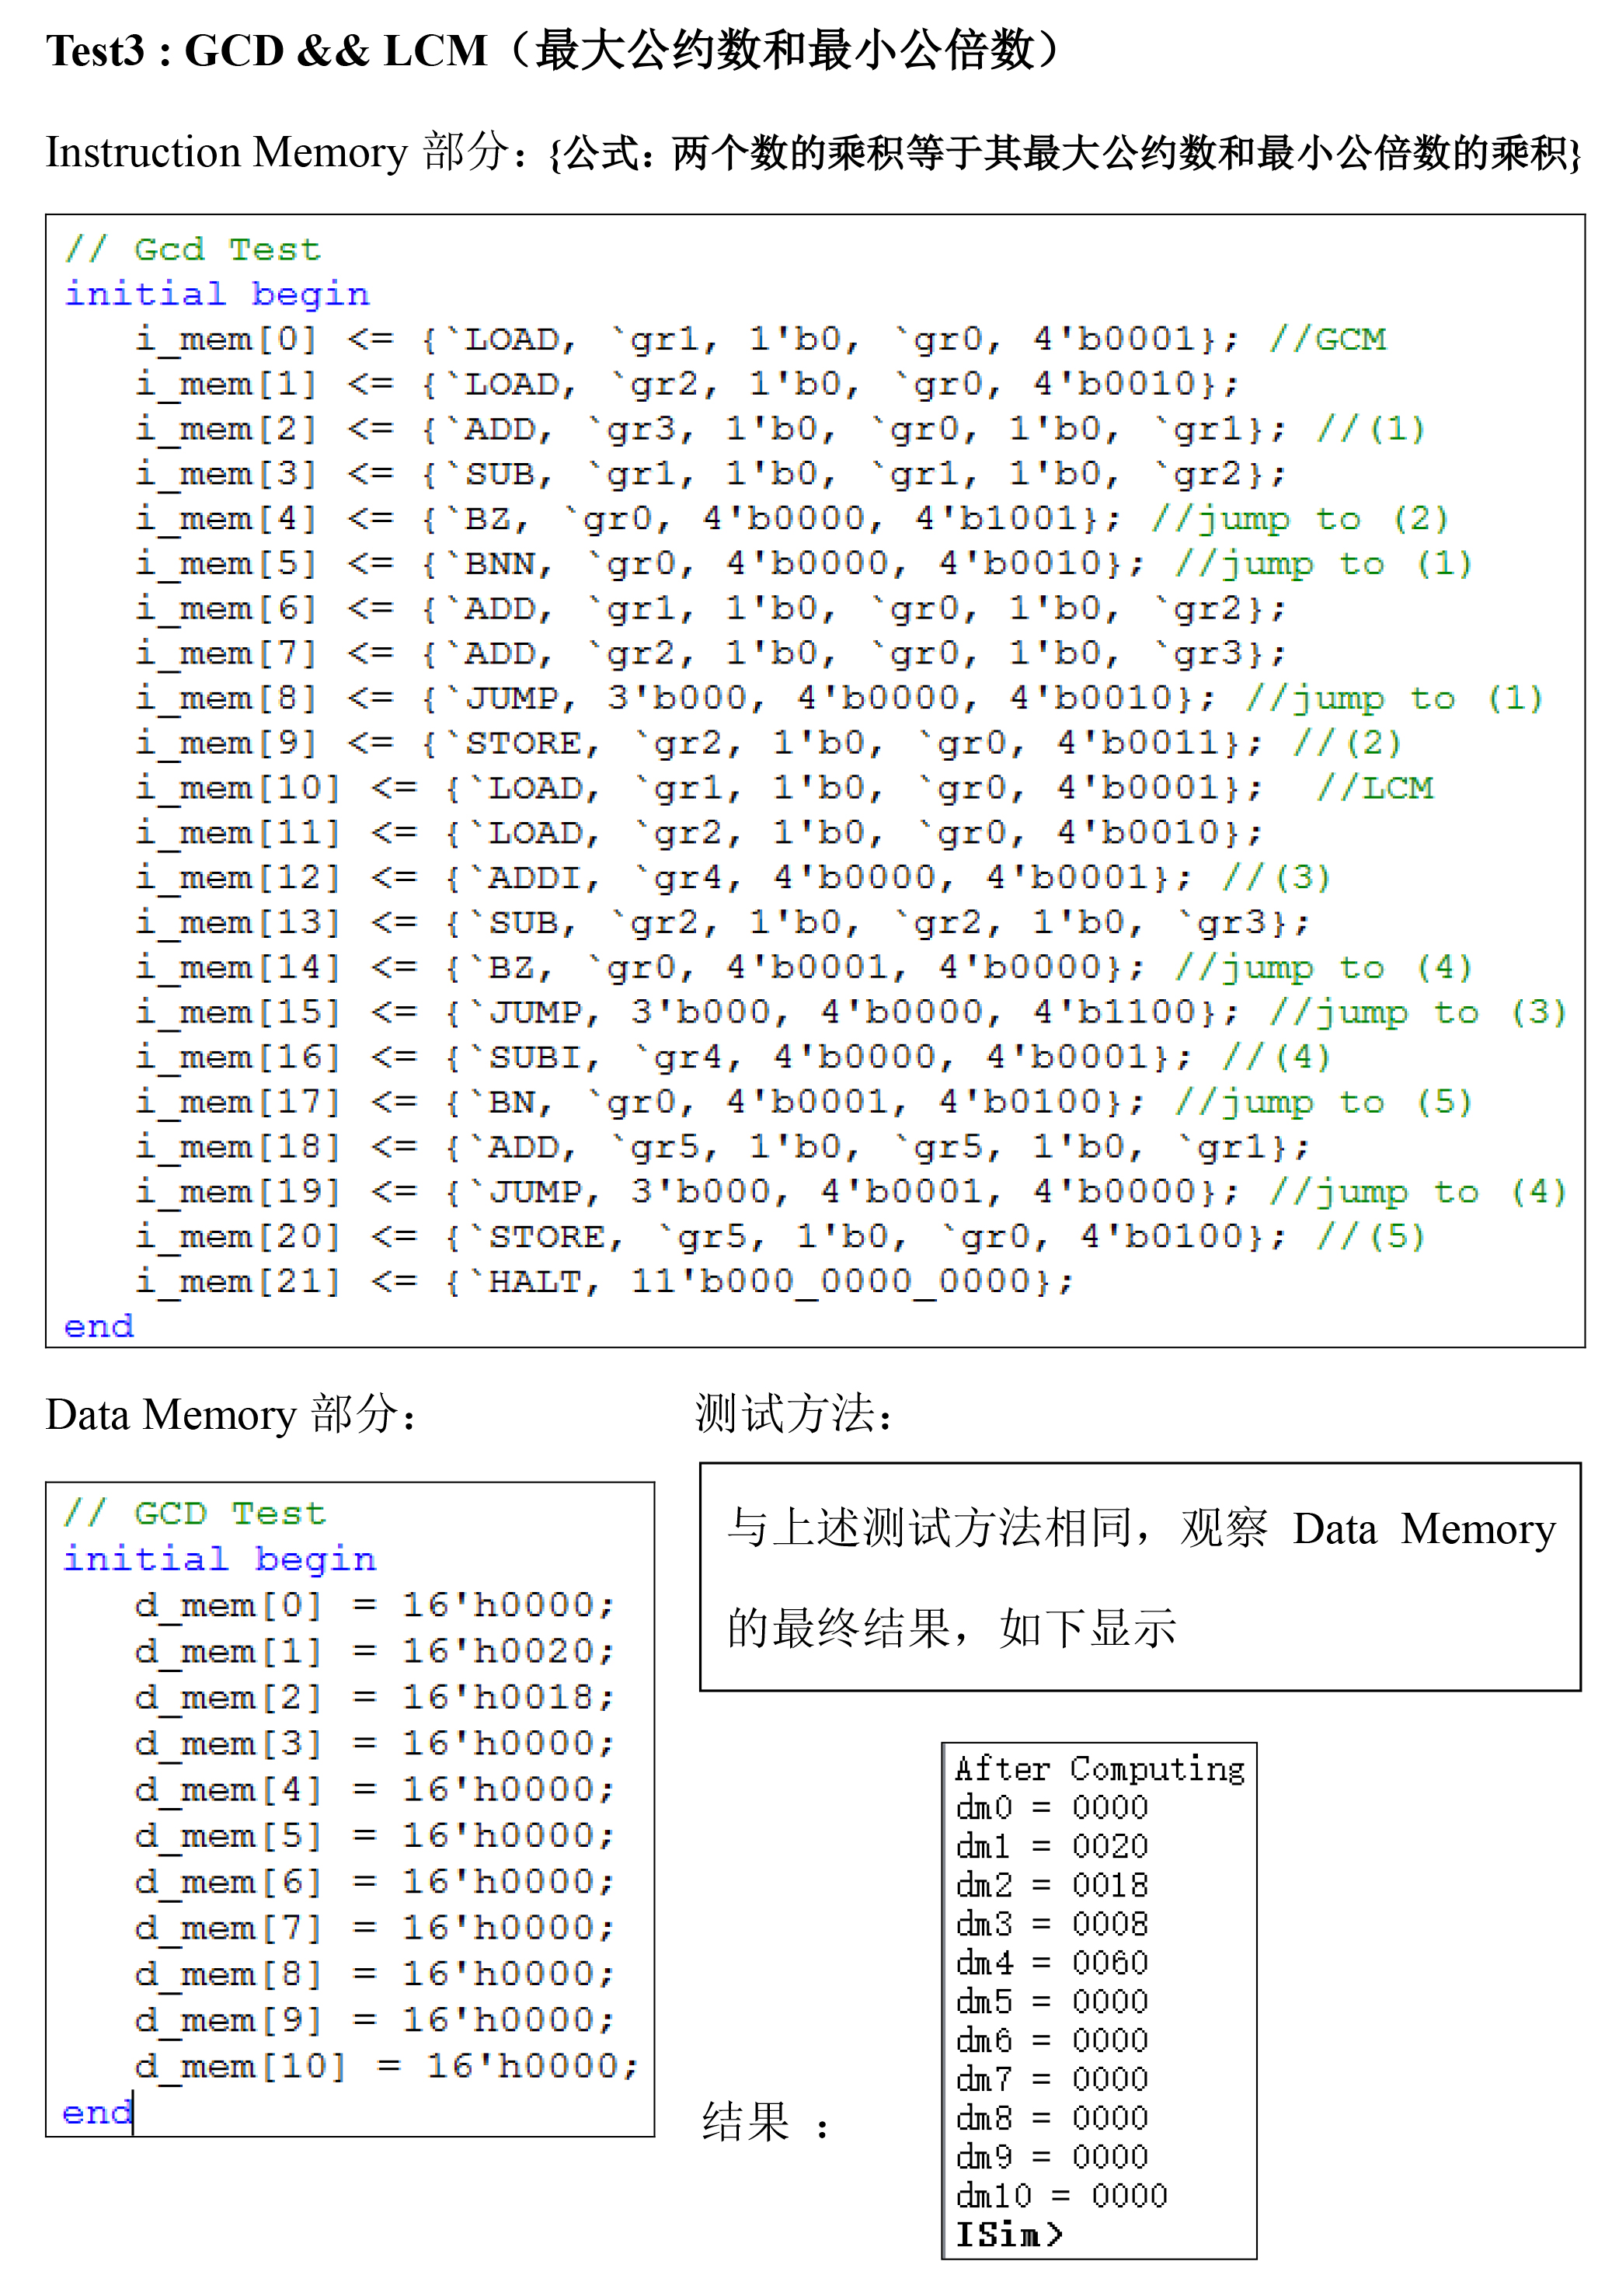 Test3 : GCD && LCM（最大公约数和最小公倍数）
Instruction Memory 部分：{公式：两个数的乘积等于其最大公约数和最小公倍数的乘积}
// Gcd Test
initial begin
i_mem[0] <= {`LOAD, `gr1, 1'b0, `gr0, 4'b0001}; //GCM
i_mem[1] <= {`LOAD, `gr2, 1'b0, `gr0, 4'b0010};
i_mem[2] <= {`ADD, `gr3, 1'b0, `gr0, 1'b0, `gr1}; //(1)
i_mem[3] <= {`SUB, `gr1, 1'b0, `gr1, 1'b0, `gr2};
i_mem[4] <= {`BZ, `gr0, 4'b0000, 4'b1001}; //jump to (2)
i_mem[5] <= {`BNN, `gr0, 4'b0000, 4'b0010}; //jump to (1)
i_mem[6] <= {`ADD, `gr1, 1'b0, `gr0, 1'b0, `gr2};
i_mem[7] <= {`ADD, `gr2, 1'b0, `gr0, 1'b0, `gr3};
i_mem[8] <= {`JUMP, 3'b000, 4'b0000, 4'b0010}; //jump to (1)
i_mem[9] <= {`STORE, `gr2, 1'b0, `gr0, 4'b0011}; //(2)
i_mem[10] <= {`LOAD, `gr1, 1'b0, `gr0, 4'b0001};  //LCM
i_mem[11] <= {`LOAD, `gr2, 1'b0, `gr0, 4'b0010};
i_mem[12] <= {`ADDI, `gr4, 4'b0000, 4'b0001}; //(3)
i_mem[13] <= {`SUB, `gr2, 1'b0, `gr2, 1'b0, `gr3};
i_mem[14] <= {`BZ, `gr0, 4'b0001, 4'b0000}; //jump to (4)
i_mem[15] <= {`JUMP, 3'b000, 4'b0000, 4'b1100}; //jump to (3)
i_mem[16] <= {`SUBI, `gr4, 4'b0000, 4'b0001}; //(4)
i_mem[17] <= {`BN, `gr0, 4'b0001, 4'b0100}; //jump to (5)
i_mem[18] <= {`ADD, `gr5, 1'b0, `gr5, 1'b0, `gr1};
i_mem[19] <= {`JUMP, 3'b000, 4'b0001, 4'b0000}; //jump to (4)
i_mem[20] <= {`STORE, `gr5, 1'b0, `gr0, 4'b0100}; //(5)
i_mem[21] <= {`HALT, 11'b000_0000_0000};
end
Data Memory 部分：
// GCD Test
initial begin
d_mem[0] = 16'h0000;
d_mem[1] = 16'h0020;
d_mem[2] = 16'h0018;
d_mem[3] = 16'h0000;
d_mem[4] = 16'h0000;
d_mem[5] = 16'h0000;
d_mem[6] = 16'h0000;
d_mem[7] = 16'h0000;
d_mem[8] = 16'h0000;
d_mem[9] = 16'h0000;
d_mem[10] = 16'h0000;
end
测试方法：
与上述测试方法相同，观察 Data Memory
的最终结果，如下显示
结果 ：
After Computing
dm0 = 0000
dm1 = 0020
dm2 = 0018
dm3 = 0008
dm4 = 0060
dm5 = 0000
dm6 = 0000
dm7 = 0000
dm8 = 0000
dm9 = 0000
dm10 = 0000
ISim>